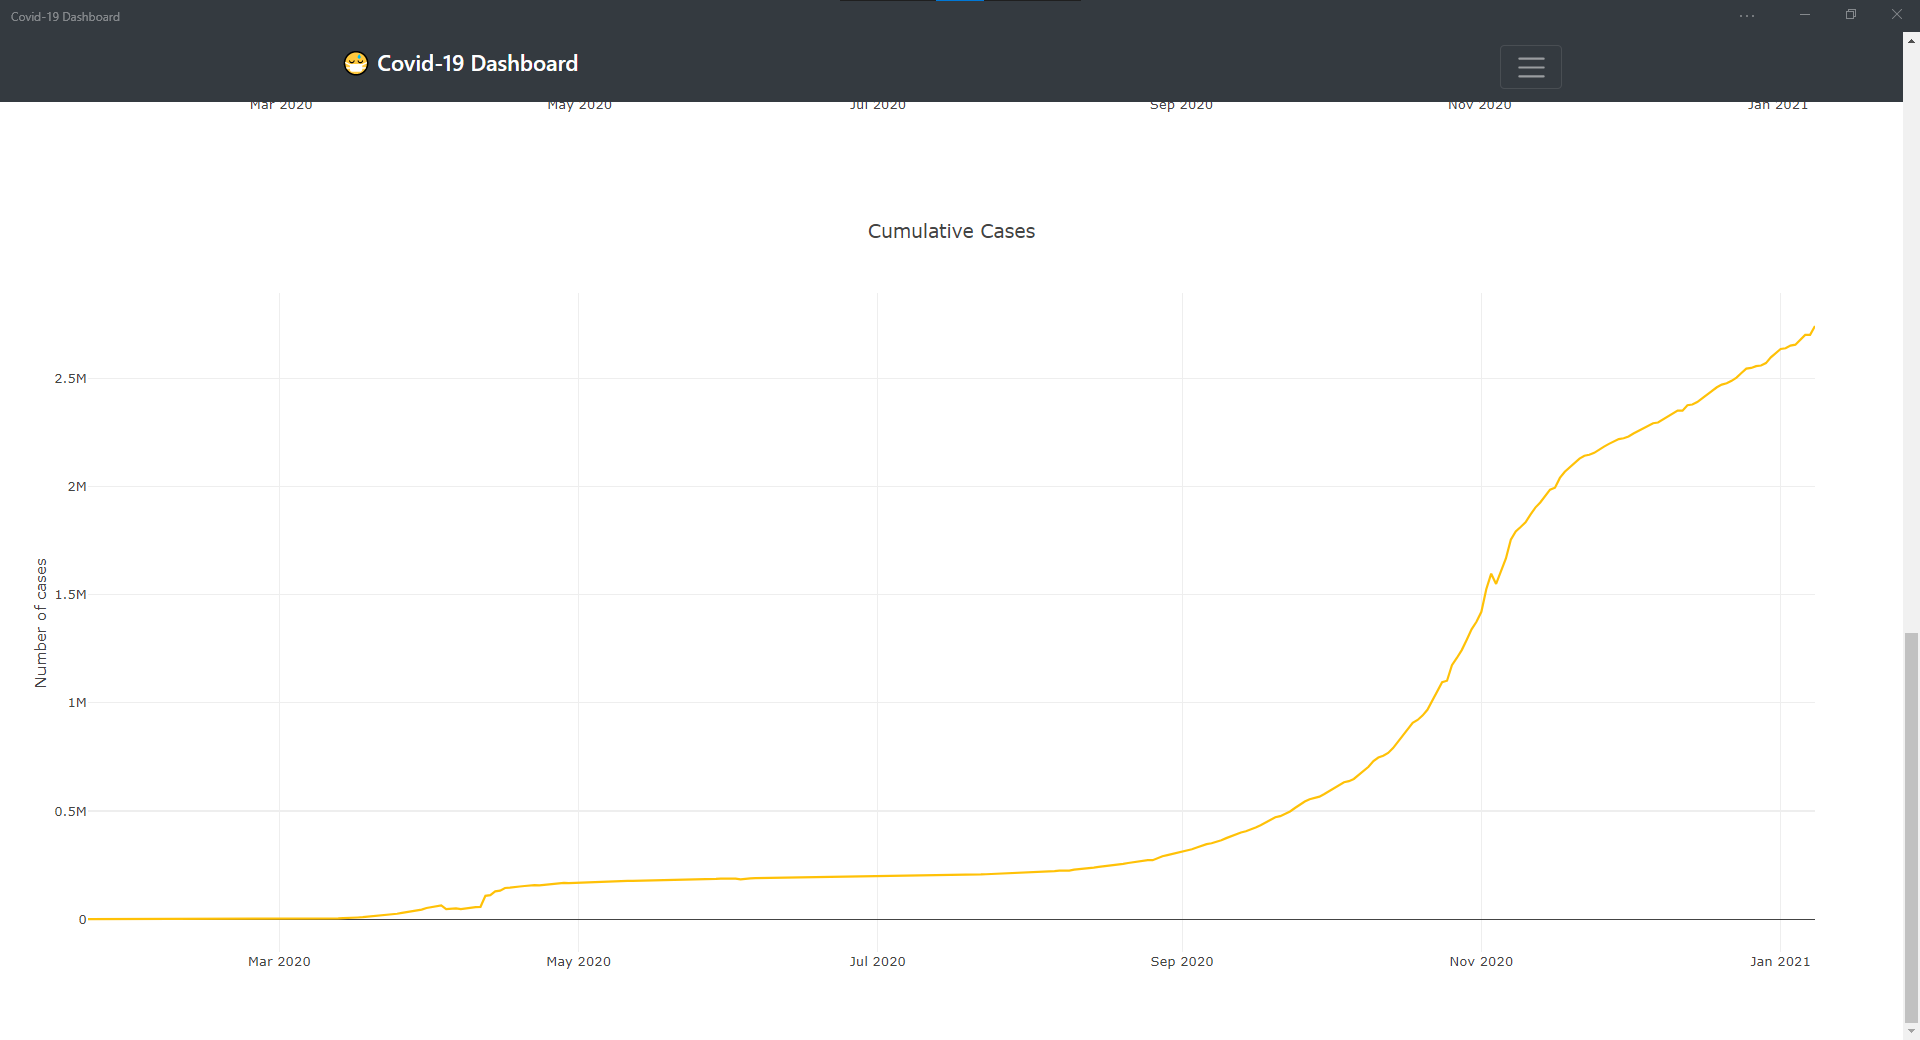 Covid-19 Dashboard
Covid-19 Dashboard
Mar 2020 May 2020 Jul 2020 Sep 2020 Nov 2020 Jan 2021
Cumulative Cases
2.5M
2M
1.5M
1M
0.5M
0
Number of cases
Mar 2020 May 2020 Jul 2020 Sep 2020 Nov 2020 Jan 2021